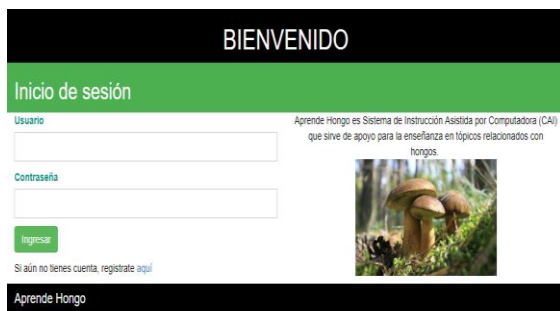 BIENVENIDO
Inicio de sesión
Usuario
Contraseña
Ingresar
Si aún no tienes cuenta, registrate aquí
Aprende Hongo es Sistema de Instrucción Asistida por Computadora (CAI)
que sirve de apoyo para la enseñanza en tópicos relacionados con
hongos.
Aprende Hongo